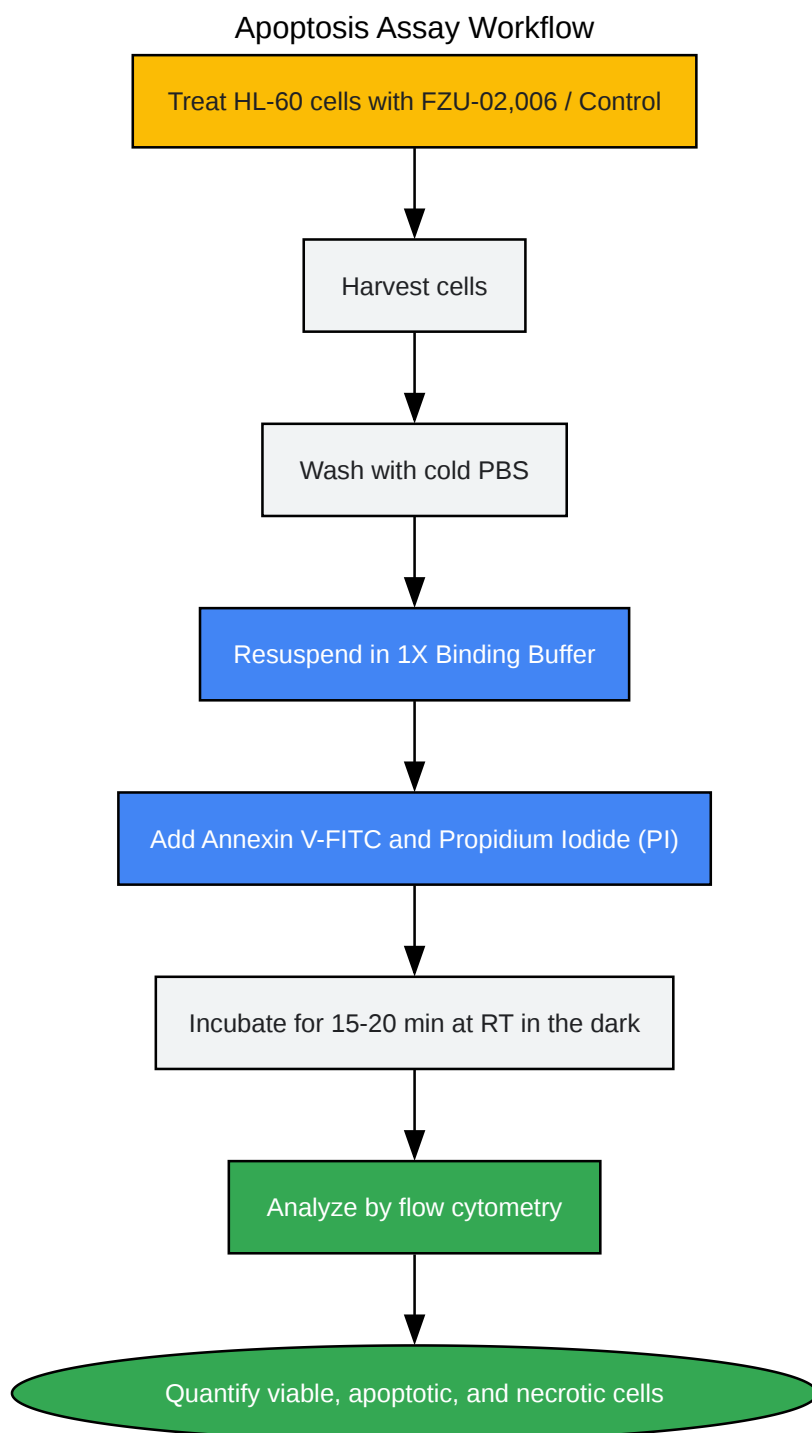 Apoptosis Assay Workflow
Treat HL-60 cells with FZU-02,006 / Control
Harvest cells
Wash with cold PBS
Resuspend in 1X Binding Buffer
Add Annexin V-FITC and Propidium Iodide (PI)
Incubate for 15-20 min at RT in the dark
Analyze by flow cytometry
Quantify viable, apoptotic, and necrotic cells